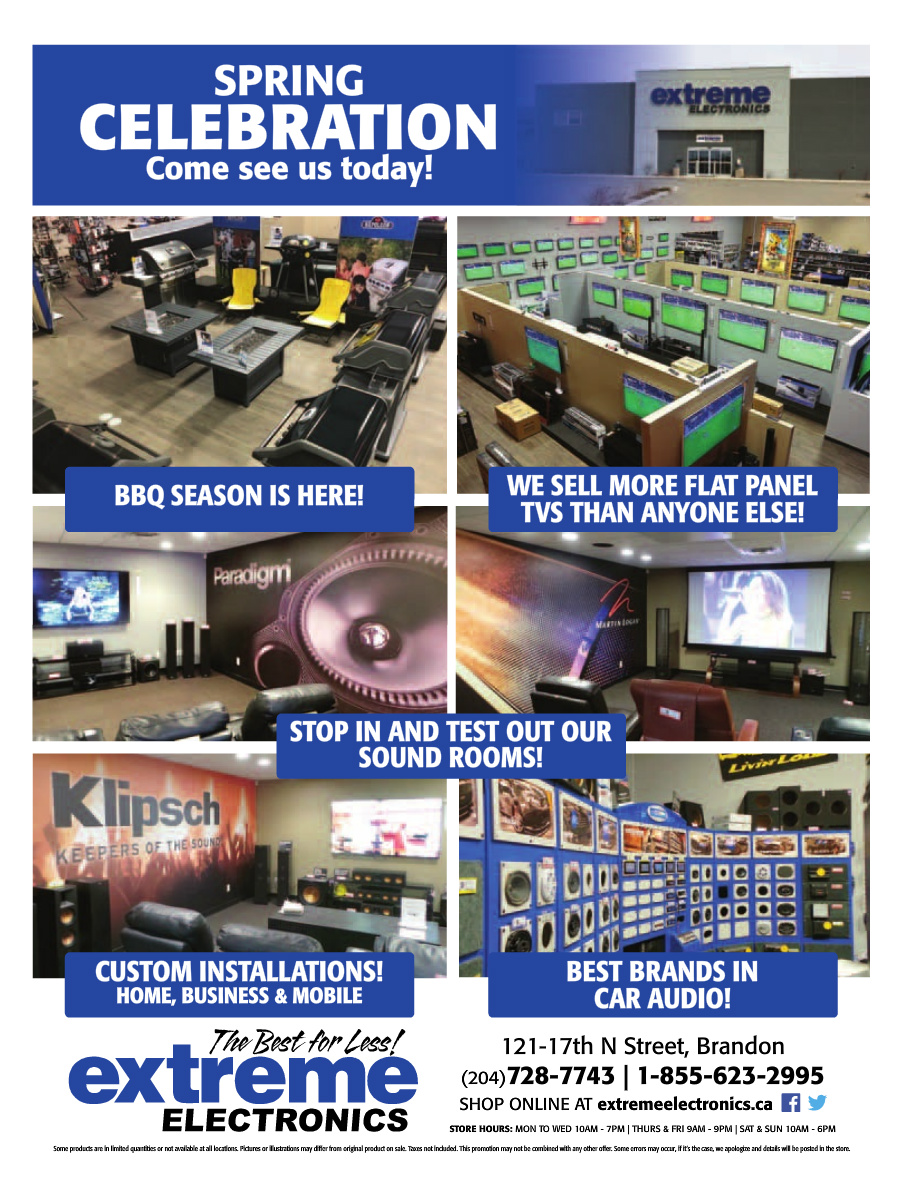 SPRING
CELEBRATION
Come see us today!
extreme
ELECTRONICS
NAPOLEON
BBQ SEASON IS HERE!
WE SELL MORE FLAT PANEL
TVS THAN ANYONE ELSE!
Paradigm
MARTIN LOGAN
STOP IN AND TEST OUT OUR
SOUND ROOMS!
Klipsch
KEEPERS OF THE SOUND
LIVIN' LOUD
CUSTOM INSTALLATIONS!
HOME, BUSINESS & MOBILE
BEST BRANDS IN
CAR AUDIO!
The Best for Less!
extreme
ELECTRONICS
121-17th N Street, Brandon
(204) 728-7743 | 1-855-623-2995
SHOP ONLINE AT extremeelectronics.ca
STORE HOURS: MON TO WED 10AM - 7PM | THURS & FRI 9AM - 9PM | SAT & SUN 10AM - 6PM
Some products are in limited quantities or not available at all locations. Pictures or illustrations may differ from original product on sale. Taxes not included. This promotion may not be combined with any other offer. Some errors may occur, if it's the case, we apologize and details will be posted in the store.